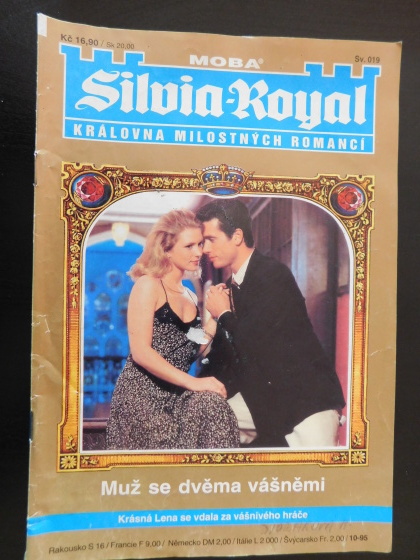 Kč 16,90 / Sk 20,00
MOBA®
Sv. 019
Silvia-Royal
KRÁLOVNA MILOSTNÝCH ROMANCÍ
Muž se dvěma vášněmi
Krásná Lena se vdala za vášnivého hráče
Rakousko S 16 / Francie F 9,00 / Německo DM 2,00 / Itálie L 2 000 / Švýcarsko Fr. 2,00 / 10-95